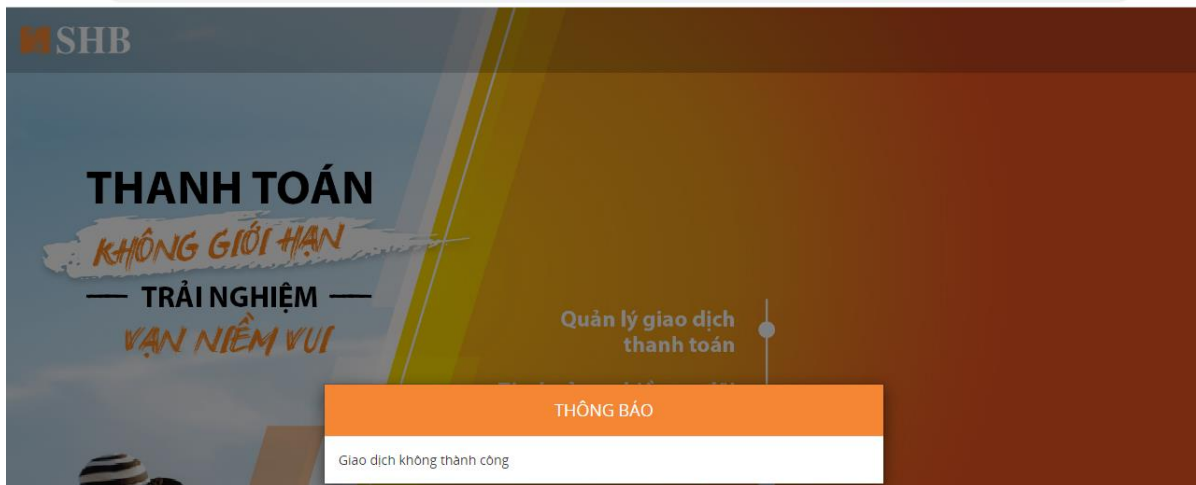 SHB
THANH TOÁN
KHÔNG GIỚI HẠN
TRẢI NGHIỆM
VẠN NIỀM VUI
Quản lý giao dịch
thanh toán
THÔNG BÁO
Giao dịch không thành công